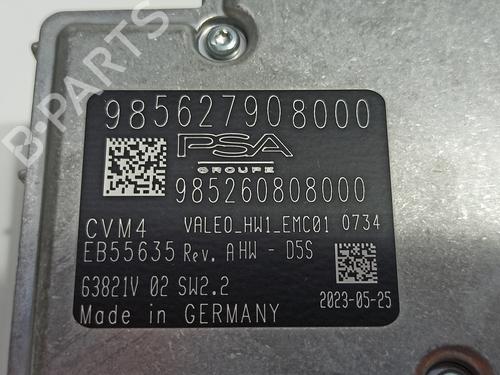 985627908000
PSA
GROUPE
985260808000
CVM4 VALEO_HW1_EMC01 0734
EB55635 Rev. A HW - D5S
63821V 02 SW2.2
Made in GERMANY 2023-05-25
B-PARTS